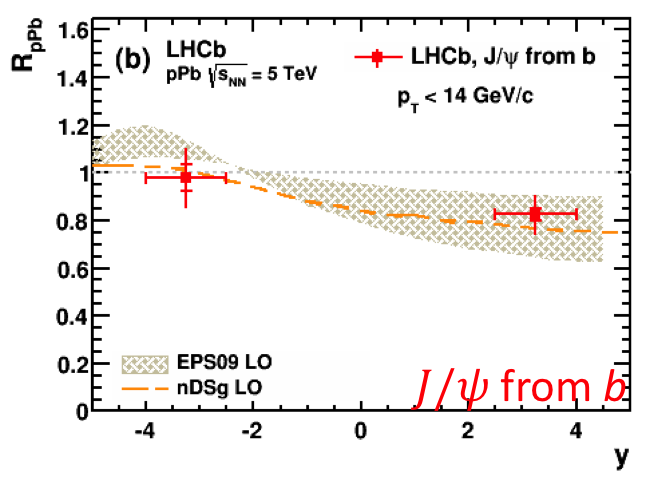 R_pPb
1.6
1.4
1.2
1
0.8
0.6
0.4
0.2
0
(b) LHCb
pPb √s_NN = 5 TeV
LHCb, J/ψ from b
p_T < 14 GeV/c
EPS09 LO
nDSg LO
J/ψ from b
-4 -2 0 2 4
y